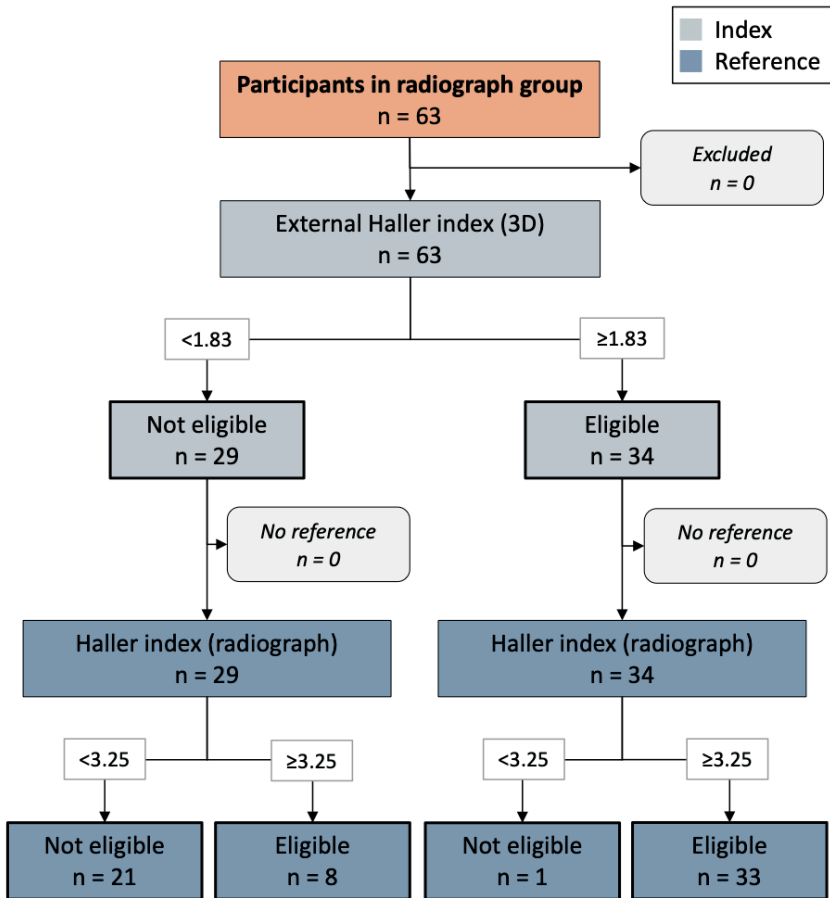 Index
Reference
Participants in radiograph group
n = 63
Excluded
n = 0
External Haller index (3D)
n = 63
<1.83
≥1.83
Not eligible
n = 29
Eligible
n = 34
No reference
n = 0
No reference
n = 0
Haller index (radiograph)
n = 29
Haller index (radiograph)
n = 34
<3.25
≥3.25
<3.25
≥3.25
Not eligible
n = 21
Eligible
n = 8
Not eligible
n = 1
Eligible
n = 33